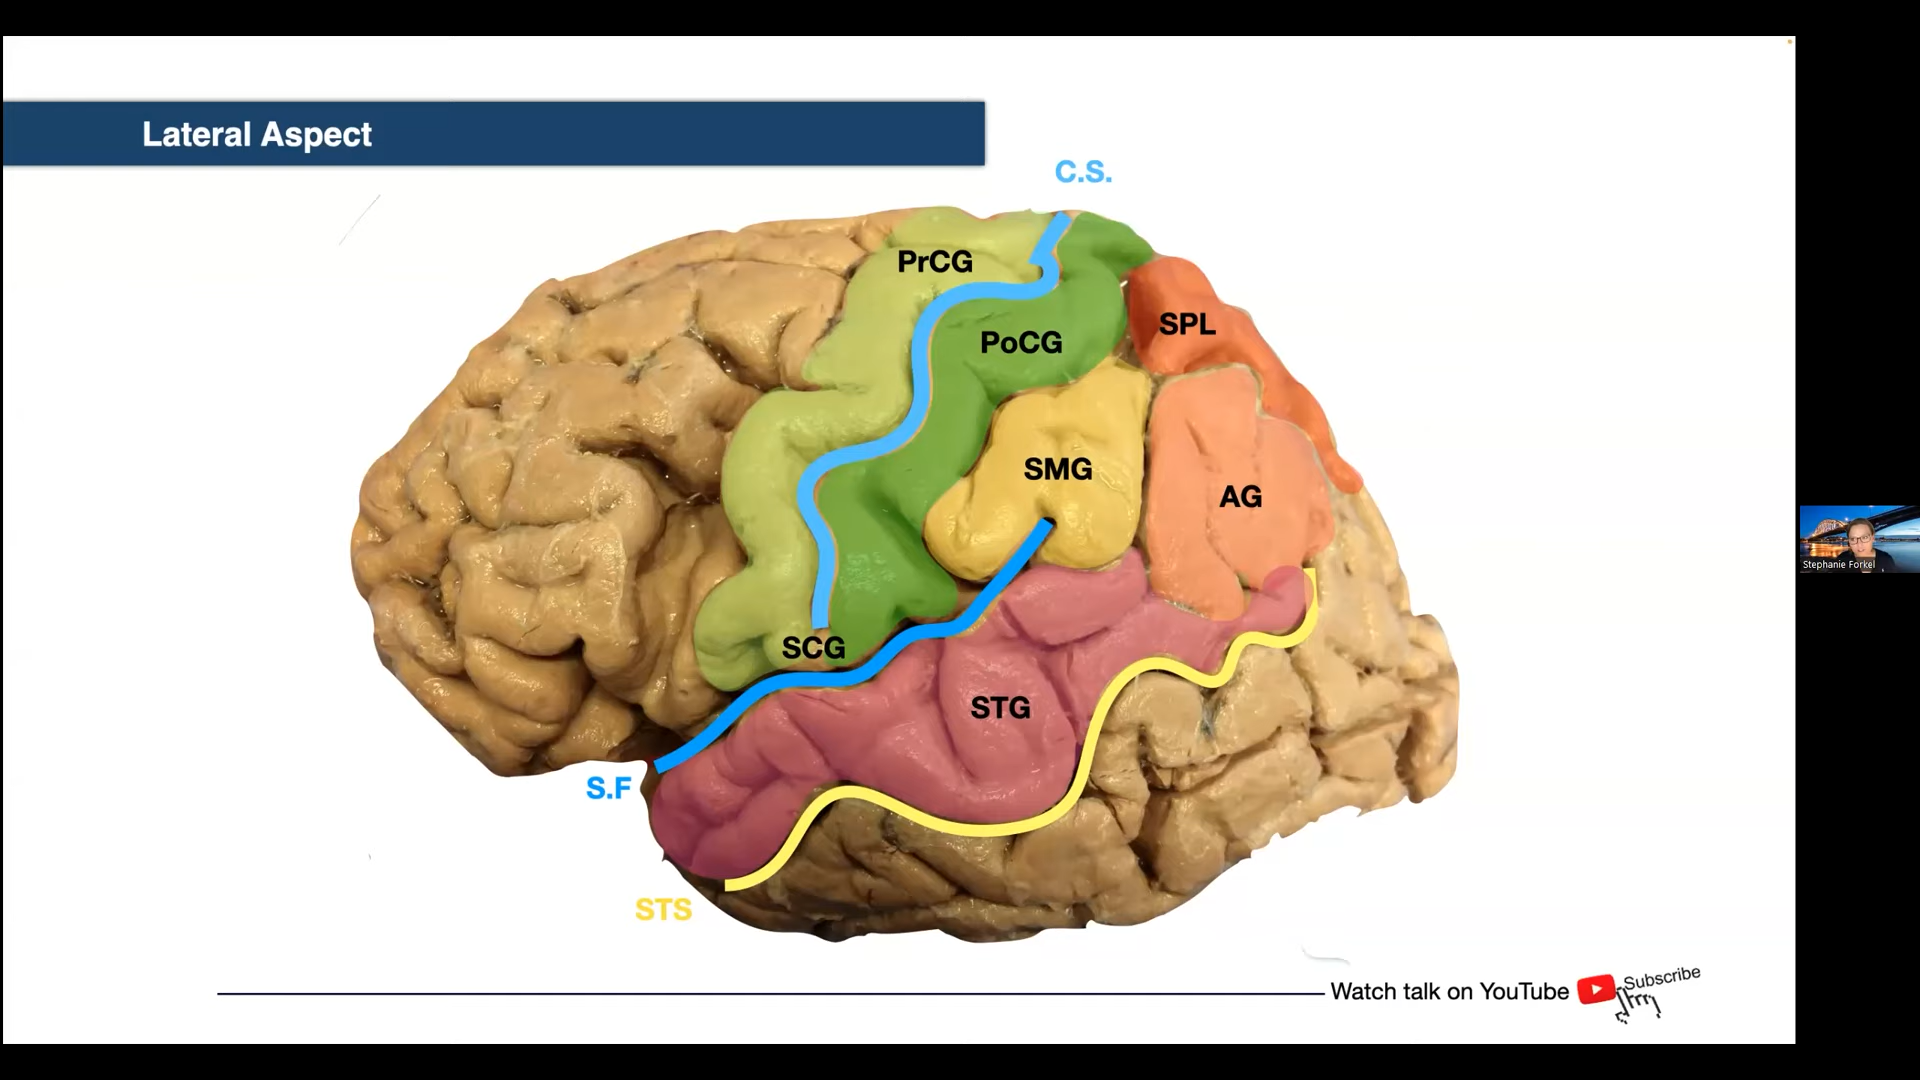 Lateral Aspect
C.S.
PrCG
SPL
PoCG
SMG
AG
Stephanie Forkel
SCG
STG
S.F
STS
Watch talk on YouTube
Subscribe